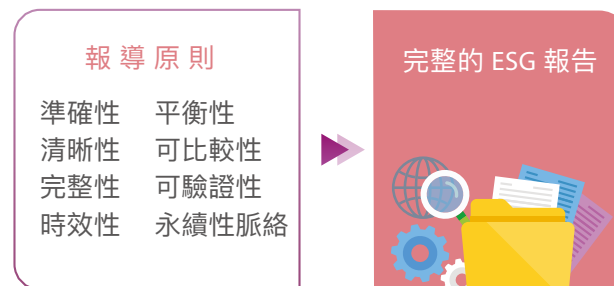 報導原則
準確性 平衡性
清晰性 可比較性
完整性 可驗證性
時效性 永續性脈絡
完整的 ESG 報告